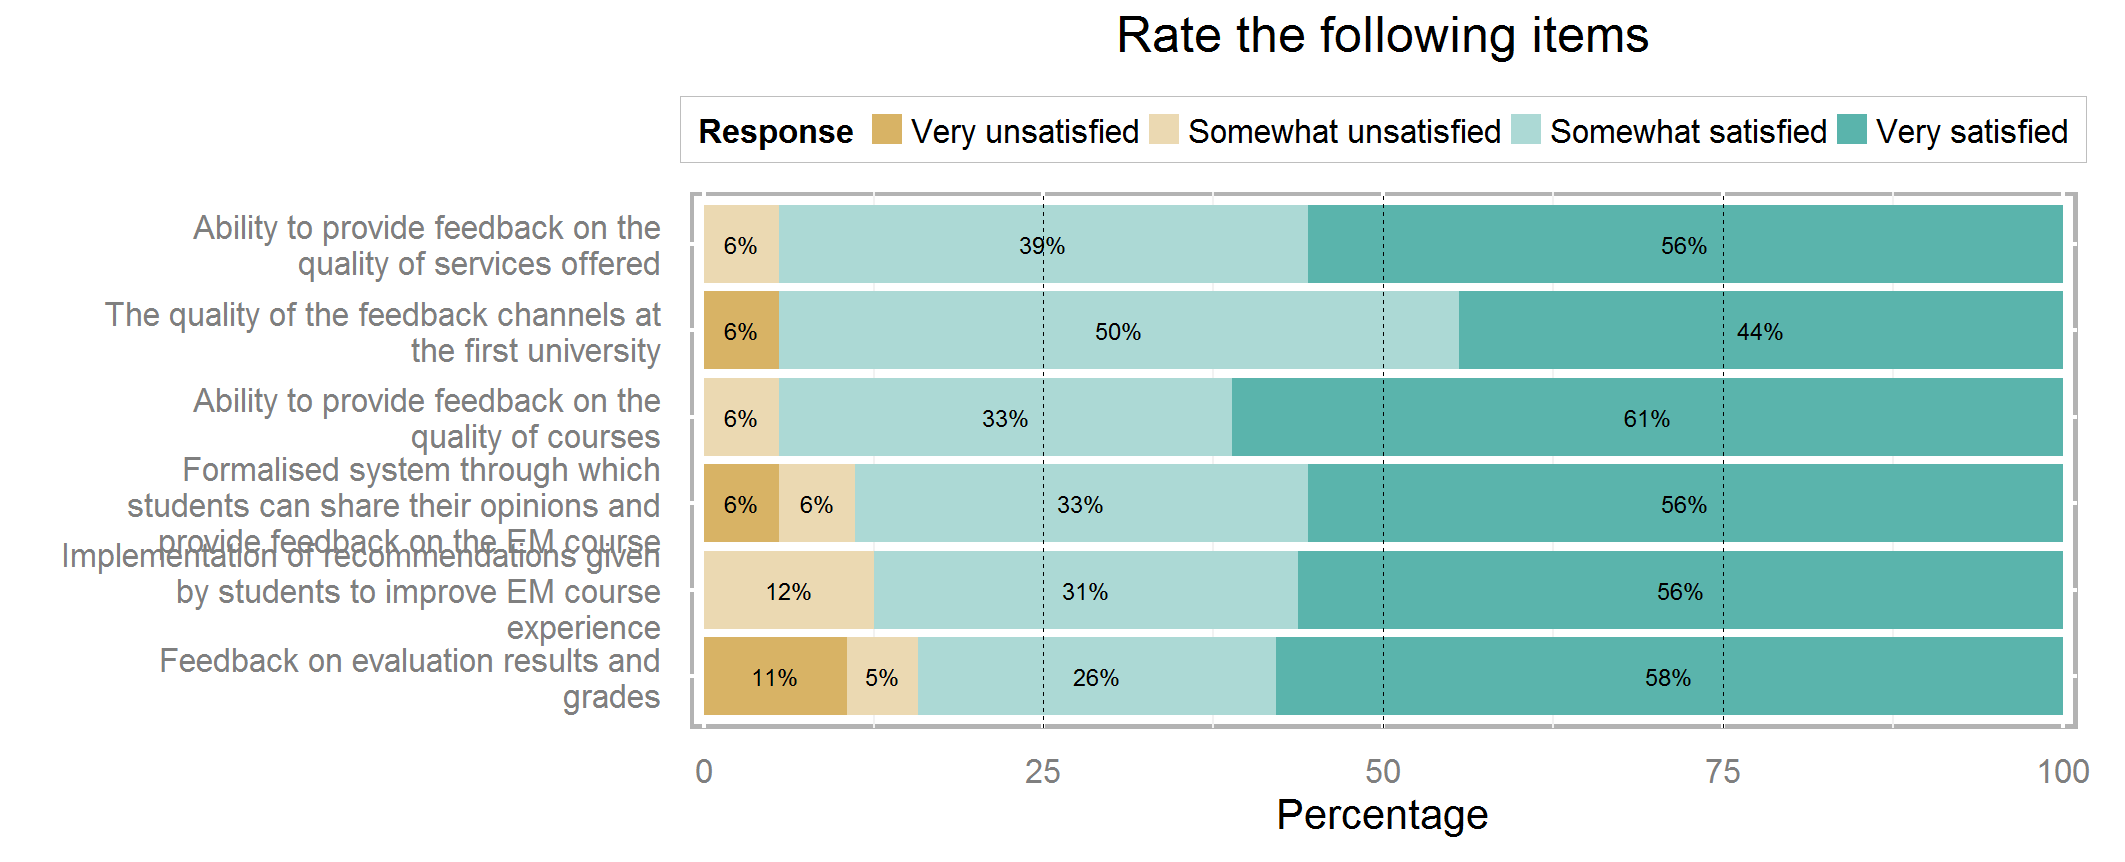 Rate the following items
Response Very unsatisfied Somewhat unsatisfied Somewhat satisfied Very satisfied
Ability to provide feedback on the
quality of services offered
6% 39% 56%
The quality of the feedback channels at
the first university
6% 50% 44%
Ability to provide feedback on the
quality of courses
6% 33% 61%
Formalised system through which
students can share their opinions and
provide feedback on the EM course
6% 6% 33% 56%
Implementation of recommendations given
by students to improve EM course
experience
12% 31% 56%
Feedback on evaluation results and
grades
11% 5% 26% 58%
0 25 50 75 100
Percentage